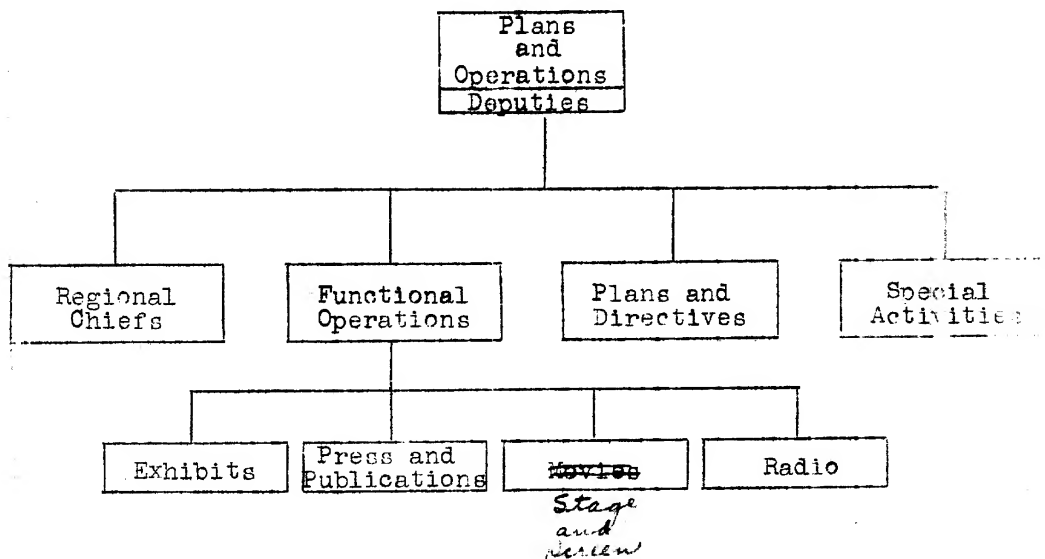 Plans
and
Operations
Deputies
Regional
Chiefs
Functional
Operations
Plans and
Directives
Special
Activities
Exhibits
Press and
Publications
Movies
Radio
Stage
and
Screen